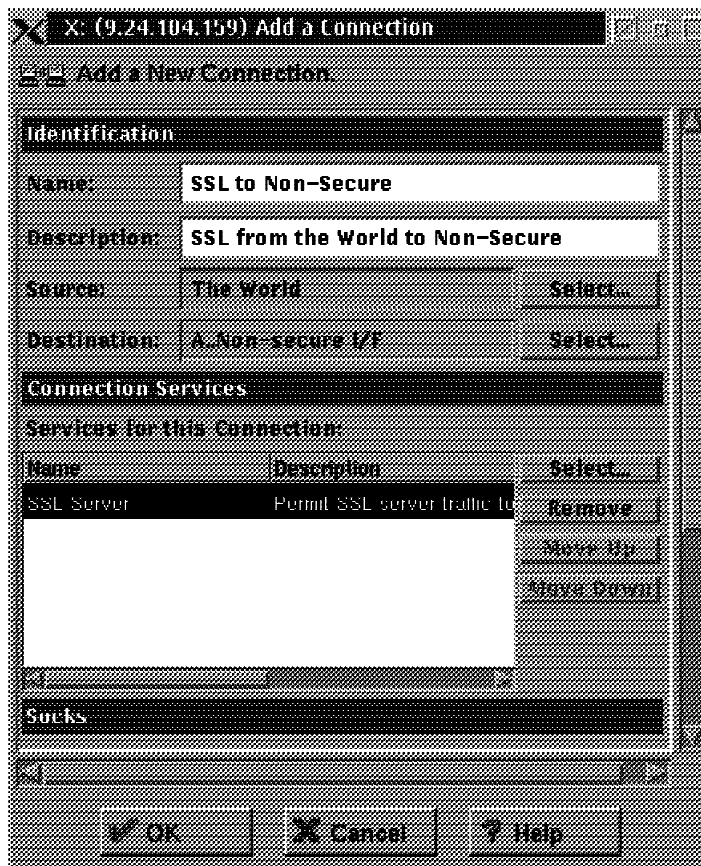 X: (9.24.104.159) Add a Connection
Add a New Connection.
Identification
Name: SSL to Non-Secure
Description: SSL from the World to Non-Secure
Source: The World Select...
Destination: A..Non-secure I/F Select...
Connection Services
Services for this Connection:
Name Description Select...
SSL Server Permit SSL server traffic to Remove
Move Up
Move Down
Socks
OK Cancel Help